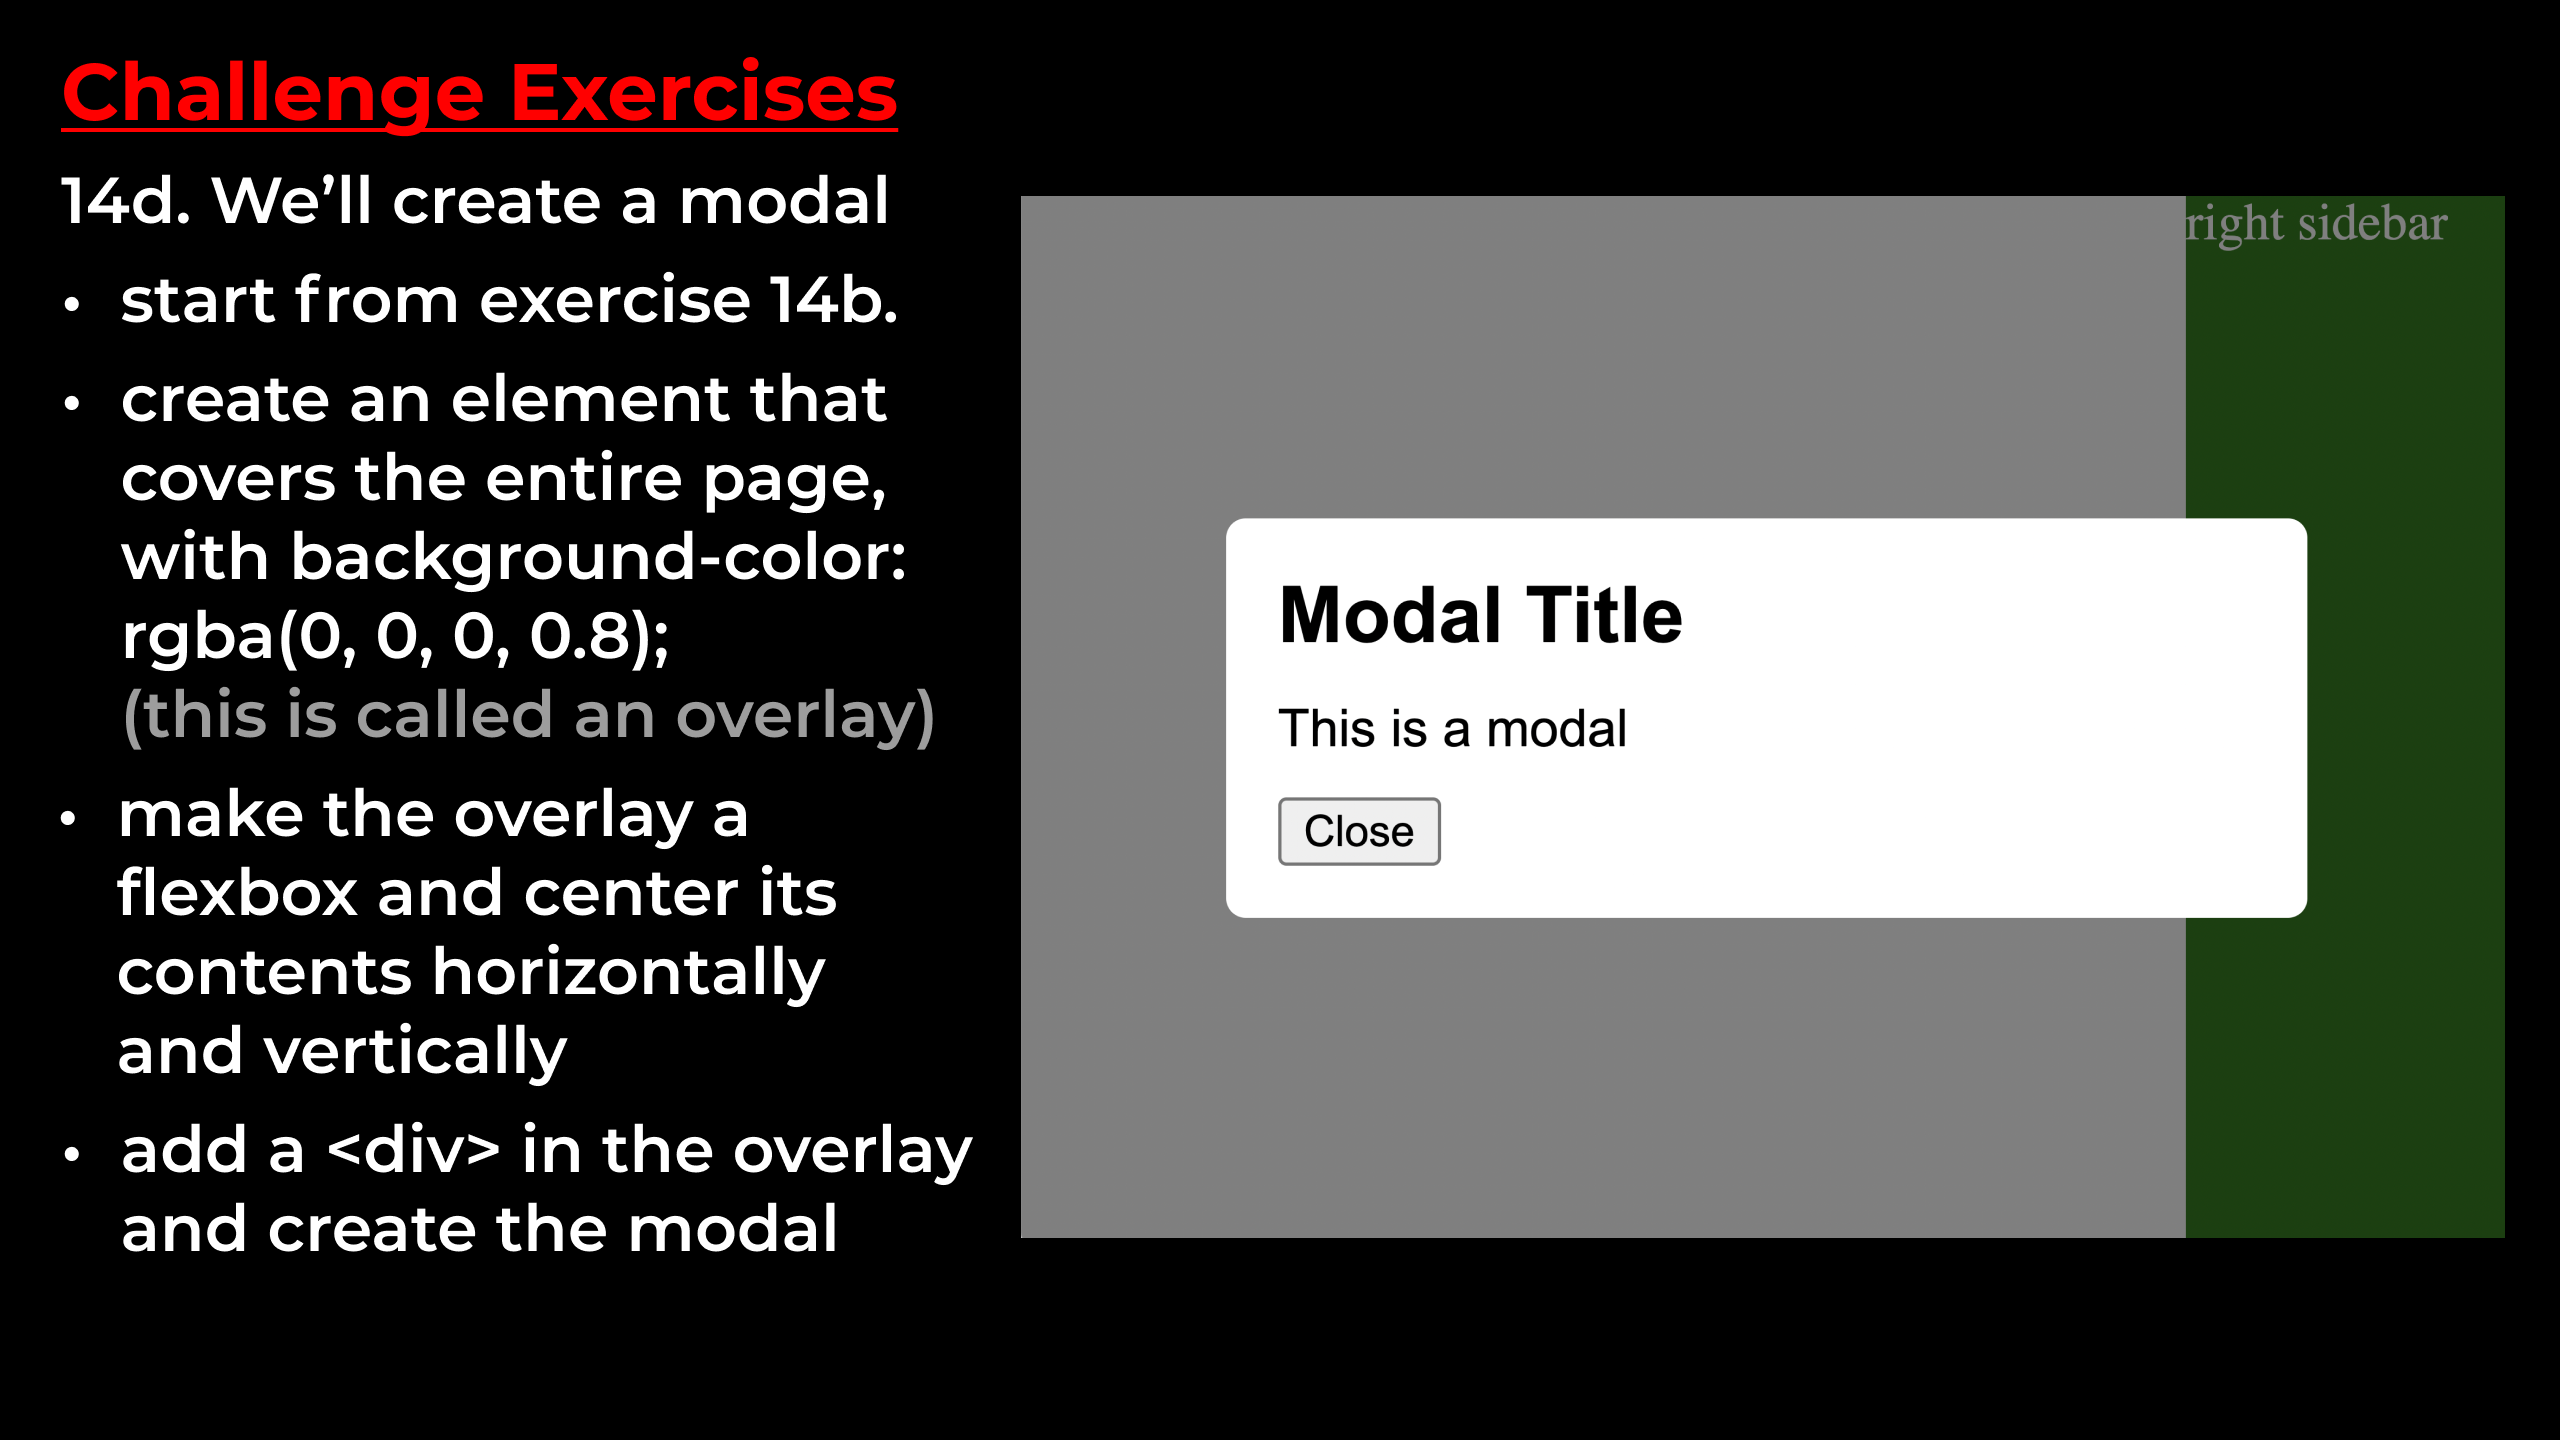 Challenge Exercises
14d. We’ll create a modal
• start from exercise 14b.
• create an element that
covers the entire page,
with background-color:
rgba(0, 0, 0, 0.8);
(this is called an overlay)
• make the overlay a
flexbox and center its
contents horizontally
and vertically
• add a <div> in the overlay
and create the modal
right sidebar
Modal Title
This is a modal
Close